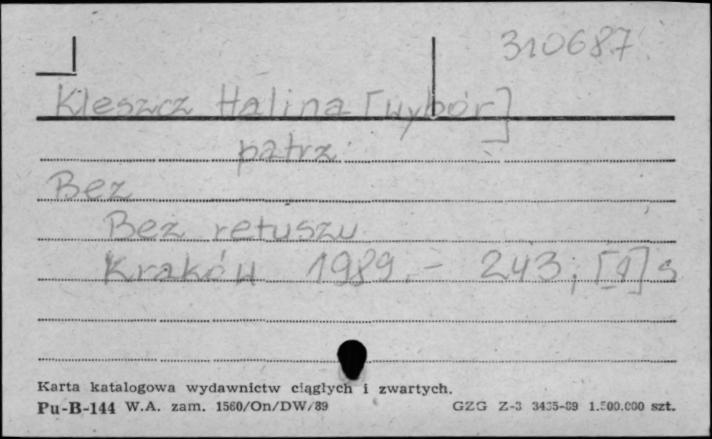 310687
Kleszcz Halina [wybór]
patrz
Bez
Bez retuszu
Kraków 1989. - 243, [1] s
Karta katalogowa wydawnictw ciągłych i zwartych.
Pu-B-144 W.A. zam. 1560/On/DW/89 GZG Z-3 3435-89 1.500.000 szt.